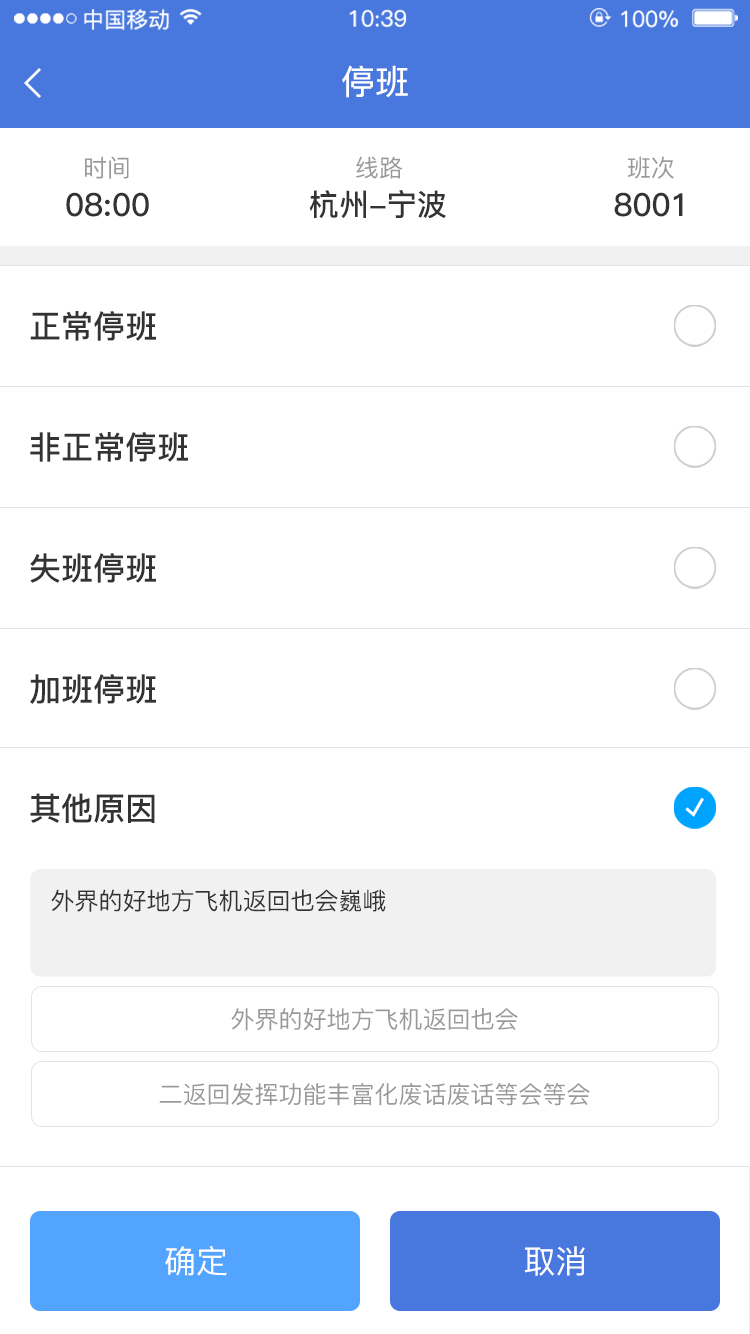 中国移动 10:39 100%
停班
时间 线路 班次
08:00 杭州–宁波 8001
正常停班
非正常停班
失班停班
加班停班
其他原因
外界的好地方飞机返回也会巍峨
外界的好地方飞机返回也会
二返回发挥功能丰富化废话废话等会等会
确定 取消